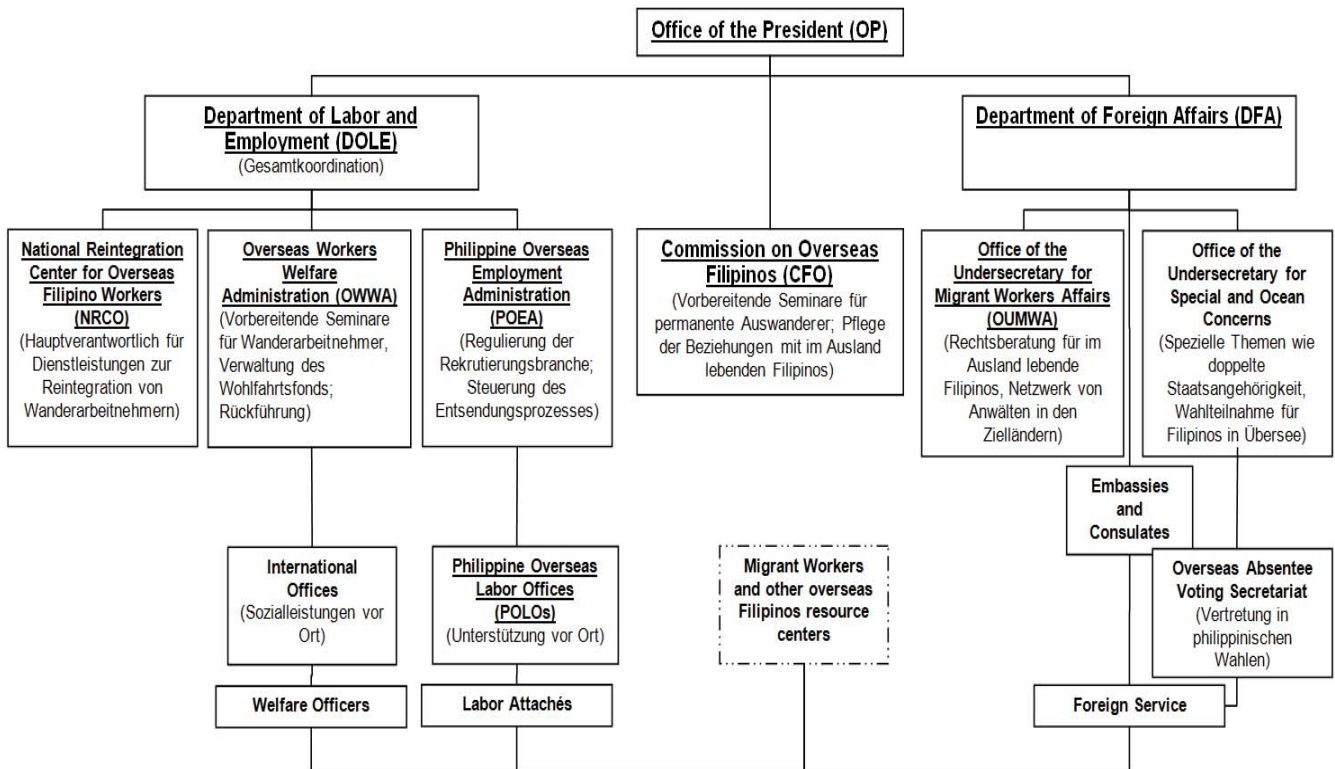 Office of the President (OP)
Department of Labor and
Employment (DOLE)
(Gesamtkoordination)
Department of Foreign Affairs (DFA)
National Reintegration
Center for Overseas
Filipino Workers
(NRCO)
(Hauptverantwortlich für
Dienstleistungen zur
Reintegration von
Wanderarbeitnehmern)
Overseas Workers
Welfare
Administration (OWWA)
(Vorbereitende Seminare
für Wanderarbeitnehmer,
Verwaltung des
Wohlfahrtsfonds;
Rückführung)
Philippine Overseas
Employment
Administration
(POEA)
(Regulierung der
Rekrutierungsbranche;
Steuerung des
Entsendungsprozesses)
Commission on Overseas
Filipinos (CFO)
(Vorbereitende Seminare für
permanente Auswanderer; Pflege
der Beziehungen mit im Ausland
lebenden Filipinos)
Office of the
Undersecretary for
Migrant Workers Affairs
(OUMWA)
(Rechtsberatung für im
Ausland lebende
Filipinos, Netzwerk von
Anwälten in den
Zielländern)
Office of the
Undersecretary for
Special and Ocean
Concerns
(Spezielle Themen wie
doppelte
Staatsangehörigkeit,
Wahlteilnahme für
Filipinos in Übersee)
Embassies
and
Consulates
International
Offices
(Sozialleistungen vor
Ort)
Philippine Overseas
Labor Offices
(POLOs)
(Unterstützung vor Ort)
Migrant Workers
and other overseas
Filipinos resource
centers
Overseas Absentee
Voting Secretariat
(Vertretung in
philippinischen
Wahlen)
Welfare Officers
Labor Attachés
Foreign Service